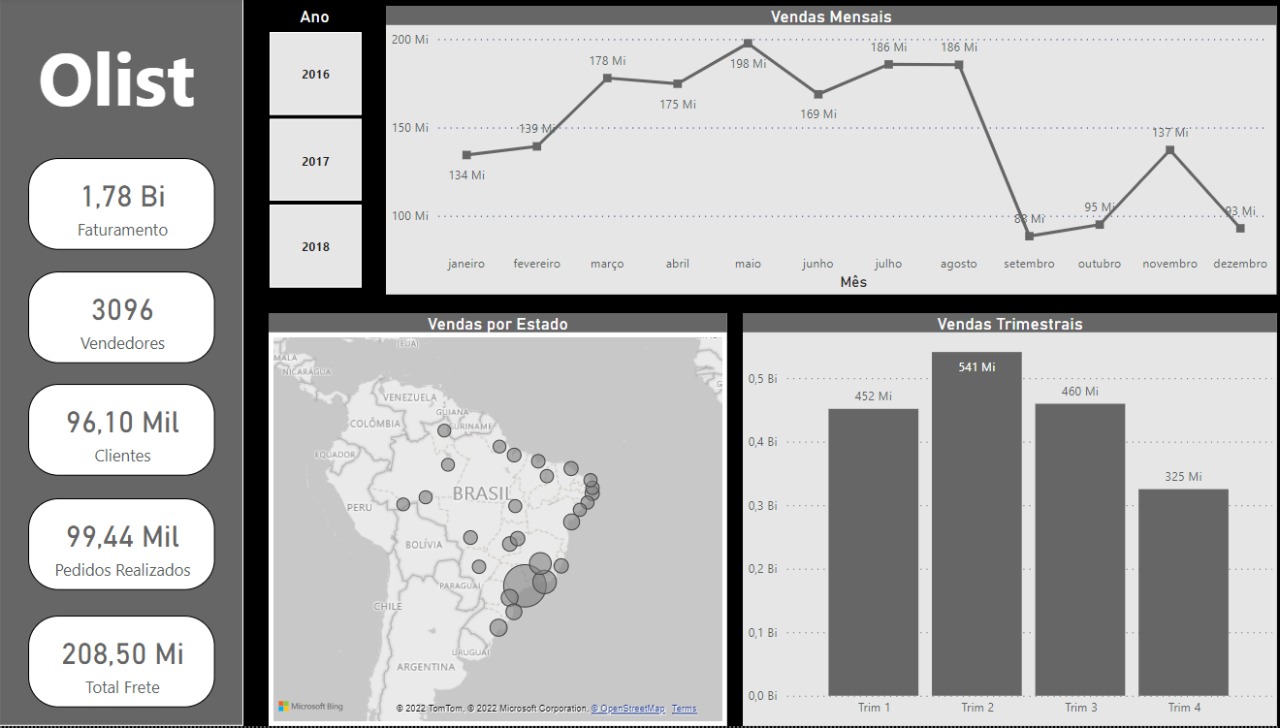 Olist
1,78 Bi
Faturamento
3096
Vendedores
96,10 Mil
Clientes
99,44 Mil
Pedidos Realizados
208,50 Mi
Total Frete
Ano
2016
2017
2018
Vendas Mensais
200 Mi
150 Mi
100 Mi
134 Mi
139 Mi
178 Mi
175 Mi
198 Mi
169 Mi
186 Mi
186 Mi
88 Mi
95 Mi
137 Mi
93 Mi
janeiro fevereiro março abril maio junho julho agosto setembro outubro novembro dezembro
Mês
Vendas por Estado
(EUA)
MALA
NICARÁGUA
VENEZUELA
GUIANA
COLÔMBIA
SURINAME
EQUADOR
BRASIL
PERU
BOLÍVIA
PARAGUAI
CHILE
URUGUAI
ARGENTINA
Microsoft Bing
© 2022 TomTom, © 2022 Microsoft Corporation, © OpenStreetMap Terms
Vendas Trimestrais
0,5 Bi
0,4 Bi
0,3 Bi
0,2 Bi
0,1 Bi
0,0 Bi
452 Mi
541 Mi
460 Mi
325 Mi
Trim 1 Trim 2 Trim 3 Trim 4